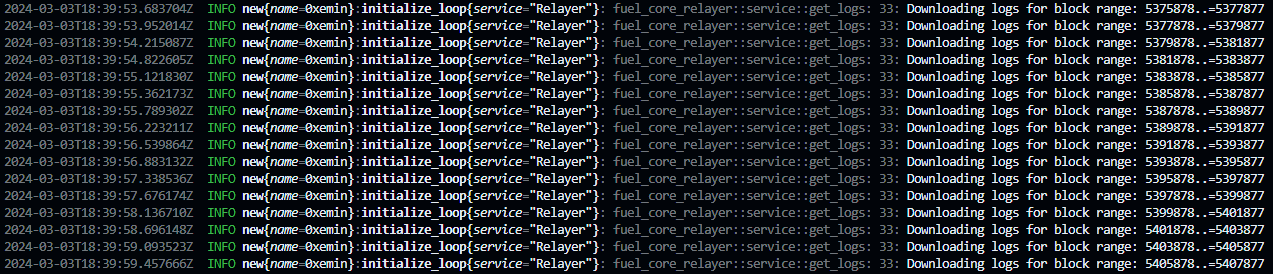 2024-03-03T18:39:53.683704Z  INFO new{name=0xemin}:initialize_loop{service="Relayer"}: fuel_core_relayer::service::get_logs: 33: Downloading logs for block range: 5375878..=5377877
2024-03-03T18:39:53.952014Z  INFO new{name=0xemin}:initialize_loop{service="Relayer"}: fuel_core_relayer::service::get_logs: 33: Downloading logs for block range: 5377878..=5379877
2024-03-03T18:39:54.215087Z  INFO new{name=0xemin}:initialize_loop{service="Relayer"}: fuel_core_relayer::service::get_logs: 33: Downloading logs for block range: 5379878..=5381877
2024-03-03T18:39:54.822605Z  INFO new{name=0xemin}:initialize_loop{service="Relayer"}: fuel_core_relayer::service::get_logs: 33: Downloading logs for block range: 5381878..=5383877
2024-03-03T18:39:55.121830Z  INFO new{name=0xemin}:initialize_loop{service="Relayer"}: fuel_core_relayer::service::get_logs: 33: Downloading logs for block range: 5383878..=5385877
2024-03-03T18:39:55.362173Z  INFO new{name=0xemin}:initialize_loop{service="Relayer"}: fuel_core_relayer::service::get_logs: 33: Downloading logs for block range: 5385878..=5387877
2024-03-03T18:39:55.789302Z  INFO new{name=0xemin}:initialize_loop{service="Relayer"}: fuel_core_relayer::service::get_logs: 33: Downloading logs for block range: 5387878..=5389877
2024-03-03T18:39:56.223211Z  INFO new{name=0xemin}:initialize_loop{service="Relayer"}: fuel_core_relayer::service::get_logs: 33: Downloading logs for block range: 5389878..=5391877
2024-03-03T18:39:56.539864Z  INFO new{name=0xemin}:initialize_loop{service="Relayer"}: fuel_core_relayer::service::get_logs: 33: Downloading logs for block range: 5391878..=5393877
2024-03-03T18:39:56.883132Z  INFO new{name=0xemin}:initialize_loop{service="Relayer"}: fuel_core_relayer::service::get_logs: 33: Downloading logs for block range: 5393878..=5395877
2024-03-03T18:39:57.338536Z  INFO new{name=0xemin}:initialize_loop{service="Relayer"}: fuel_core_relayer::service::get_logs: 33: Downloading logs for block range: 5395878..=5397877
2024-03-03T18:39:57.676174Z  INFO new{name=0xemin}:initialize_loop{service="Relayer"}: fuel_core_relayer::service::get_logs: 33: Downloading logs for block range: 5397878..=5399877
2024-03-03T18:39:58.136710Z  INFO new{name=0xemin}:initialize_loop{service="Relayer"}: fuel_core_relayer::service::get_logs: 33: Downloading logs for block range: 5399878..=5401877
2024-03-03T18:39:58.696148Z  INFO new{name=0xemin}:initialize_loop{service="Relayer"}: fuel_core_relayer::service::get_logs: 33: Downloading logs for block range: 5401878..=5403877
2024-03-03T18:39:59.093523Z  INFO new{name=0xemin}:initialize_loop{service="Relayer"}: fuel_core_relayer::service::get_logs: 33: Downloading logs for block range: 5403878..=5405877
2024-03-03T18:39:59.457666Z  INFO new{name=0xemin}:initialize_loop{service="Relayer"}: fuel_core_relayer::service::get_logs: 33: Downloading logs for block range: 5405878..=5407877